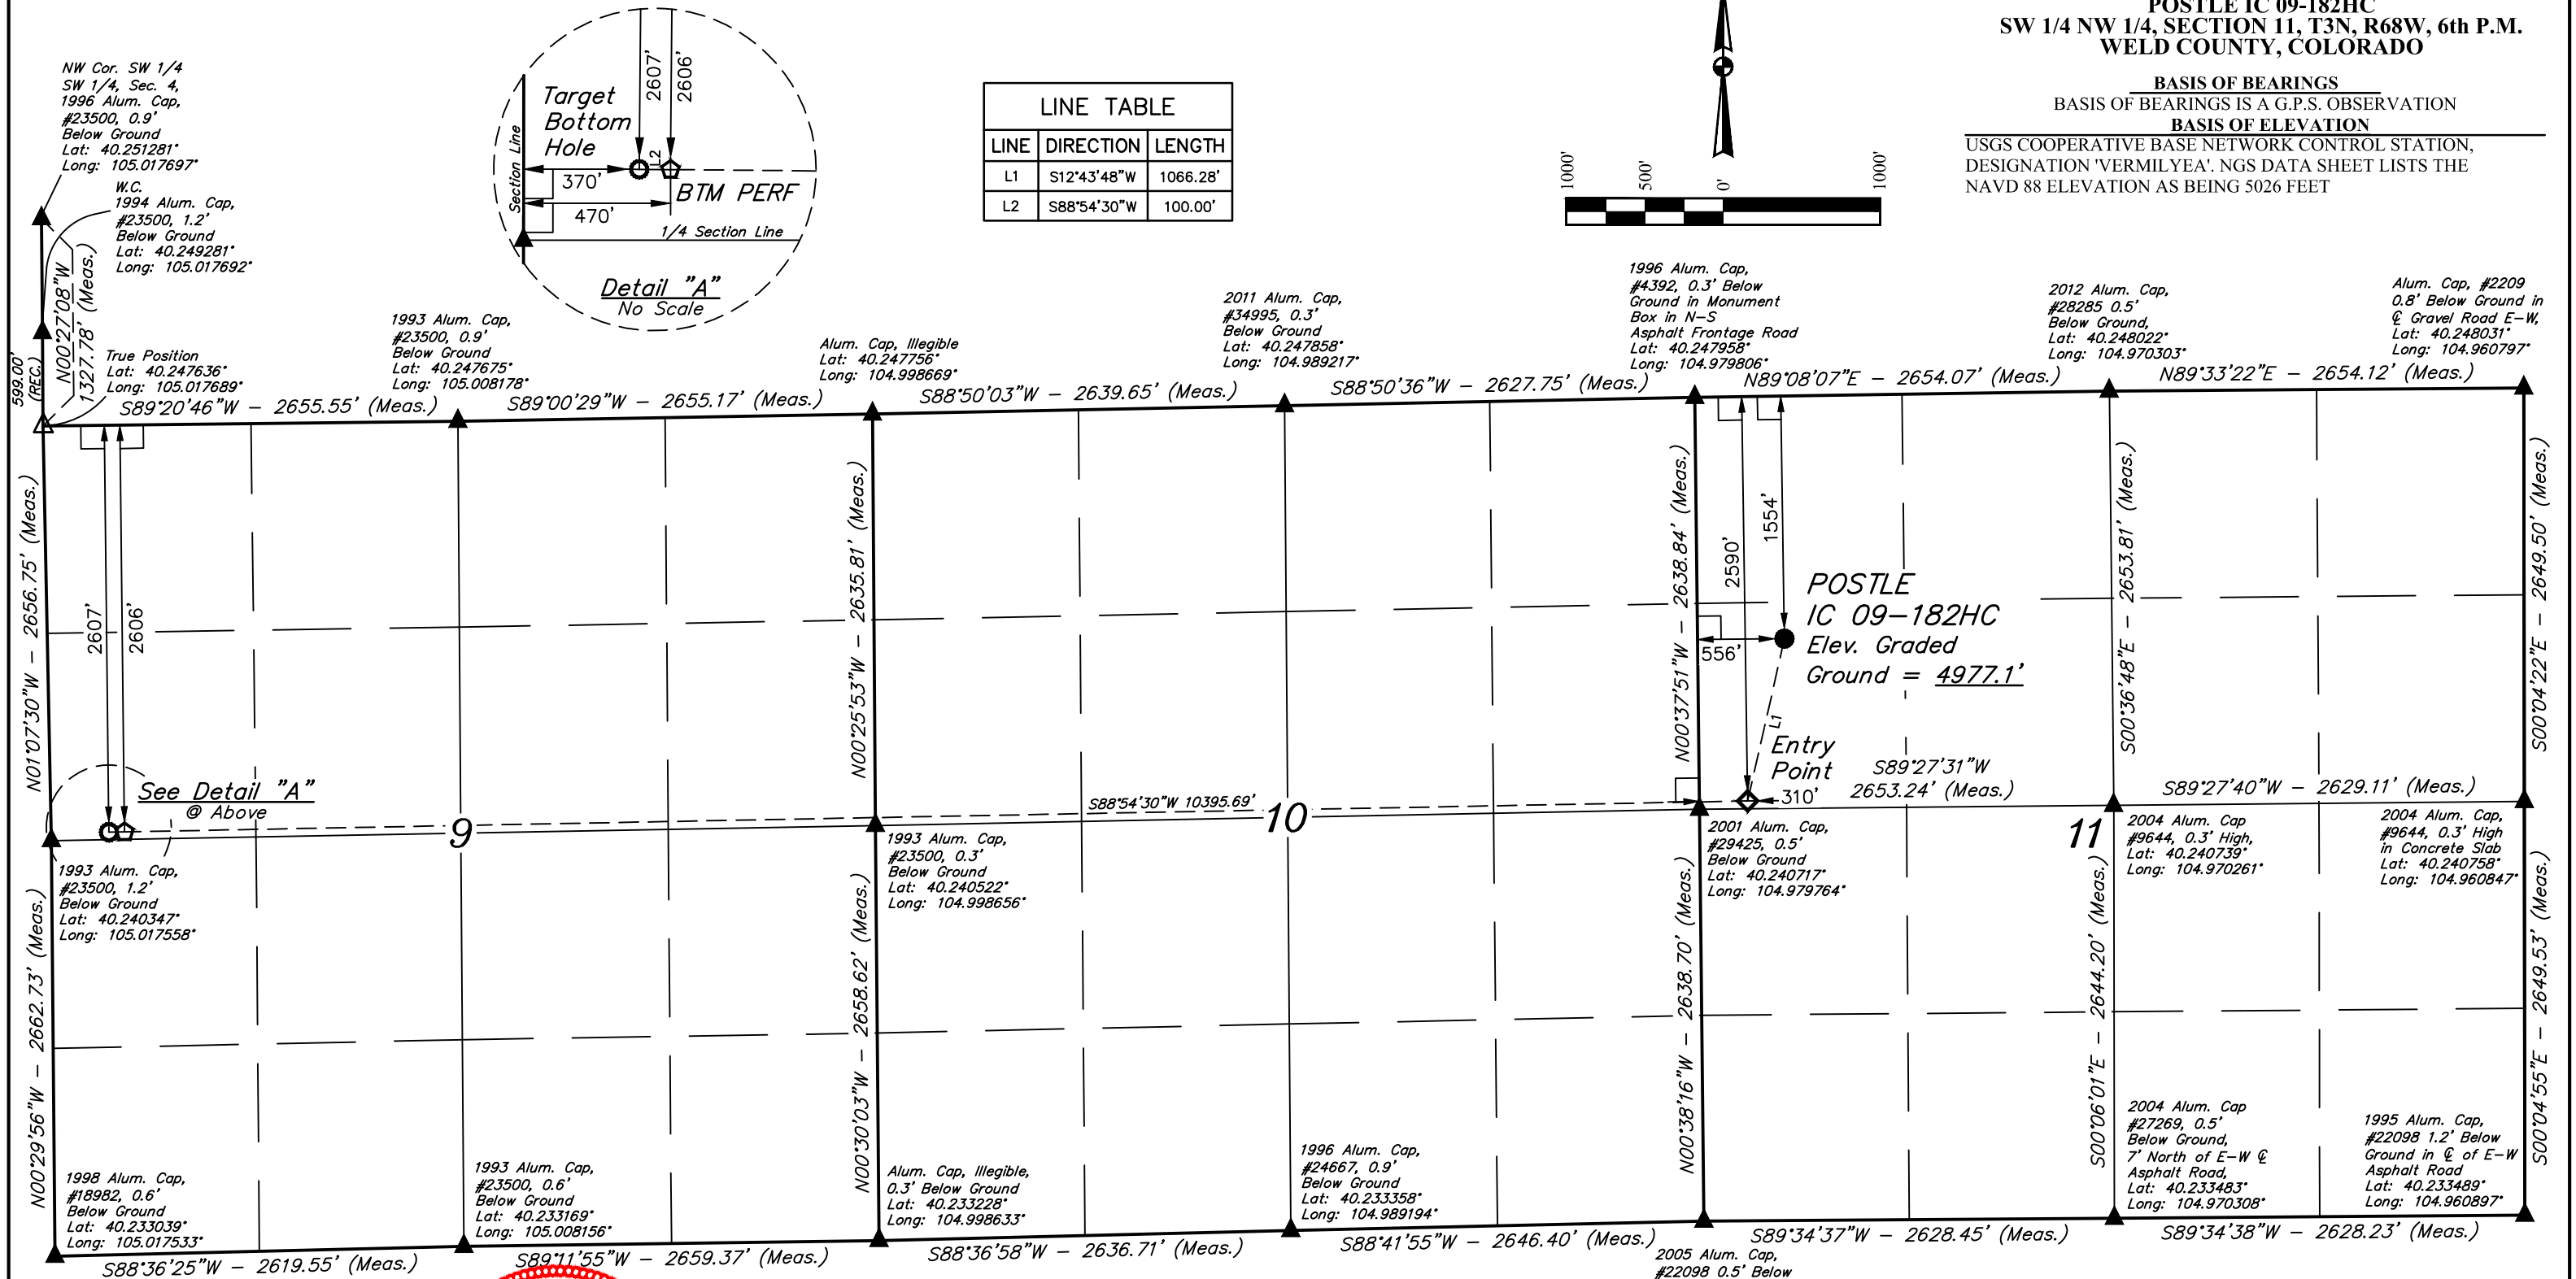 POSTLE IC 09-182HC
SW 1/4 NW 1/4, SECTION 11, T3N, R68W, 6th P.M.
WELD COUNTY, COLORADO
BASIS OF BEARINGS
BASIS OF BEARINGS IS A G.P.S. OBSERVATION
BASIS OF ELEVATION
USGS COOPERATIVE BASE NETWORK CONTROL STATION,
DESIGNATION 'VERMILYEA'. NGS DATA SHEET LISTS THE
NAVD 88 ELEVATION AS BEING 5026 FEET
1000'
500'
0'
1000'
LINE TABLE
LINE DIRECTION LENGTH
L1 S12°43'48"W 1066.28'
L2 S88°54'30"W 100.00'
2607'
2606'
Target
Bottom
Hole
Section Line
L2
370'
BTM PERF
470'
1/4 Section Line
Detail "A"
No Scale
NW Cor. SW 1/4
SW 1/4, Sec. 4,
1996 Alum. Cap,
#23500, 0.9'
Below Ground
Lat: 40.251281°
Long: 105.017697°
W.C.
1994 Alum. Cap,
#23500, 1.2'
Below Ground
Lat: 40.249281°
Long: 105.017692°
N00°27'08"W
1327.78' (Meas.)
599.00'
(REC.)
True Position
Lat: 40.247636°
Long: 105.017689°
1993 Alum. Cap,
#23500, 0.9'
Below Ground
Lat: 40.247675°
Long: 105.008178°
Alum. Cap, Illegible
Lat: 40.247756°
Long: 104.998669°
2011 Alum. Cap,
#34995, 0.3'
Below Ground
Lat: 40.247858°
Long: 104.989217°
1996 Alum. Cap,
#4392, 0.3' Below
Ground in Monument
Box in N-S
Asphalt Frontage Road
Lat: 40.247958°
Long: 104.979806°
2012 Alum. Cap,
#28285 0.5'
Below Ground,
Lat: 40.248022°
Long: 104.970303°
Alum. Cap, #2209
0.8' Below Ground in
℄ Gravel Road E-W,
Lat: 40.248031°
Long: 104.960797°
S89°20'46"W - 2655.55' (Meas.)
S89°00'29"W - 2655.17' (Meas.)
S88°50'03"W - 2639.65' (Meas.)
S88°50'36"W - 2627.75' (Meas.)
N89°08'07"E - 2654.07' (Meas.)
N89°33'22"E - 2654.12' (Meas.)
N01°07'30"W - 2656.75' (Meas.)
2607'
2606'
N00°25'53"W - 2635.81' (Meas.)
N00°37'51"W - 2638.84' (Meas.)
2590'
1554'
556'
POSTLE
IC 09-182HC
Elev. Graded
Ground = 4977.1'
L1
Entry
Point
310'
S00°36'48"E - 2653.81' (Meas.)
S00°04'22"E - 2649.50' (Meas.)
See Detail "A"
@ Above
9
S88°54'30"W 10395.69'
10
S89°27'31"W
2653.24' (Meas.)
S89°27'40"W - 2629.11' (Meas.)
11
1993 Alum. Cap,
#23500, 1.2'
Below Ground
Lat: 40.240347°
Long: 105.017558°
1993 Alum. Cap,
#23500, 0.3'
Below Ground
Lat: 40.240522°
Long: 104.998656°
2001 Alum. Cap,
#29425, 0.5'
Below Ground
Lat: 40.240717°
Long: 104.979764°
2004 Alum. Cap
#9644, 0.3' High,
Lat: 40.240739°
Long: 104.970261°
2004 Alum. Cap,
#9644, 0.3' High
in Concrete Slab
Lat: 40.240758°
Long: 104.960847°
N00°29'56"W - 2662.73' (Meas.)
N00°30'03"W - 2658.62' (Meas.)
N00°38'16"W - 2638.70' (Meas.)
S00°06'01"E - 2644.20' (Meas.)
S00°04'55"E - 2649.53' (Meas.)
1998 Alum. Cap,
#18982, 0.6'
Below Ground
Lat: 40.233039°
Long: 105.017533°
1993 Alum. Cap,
#23500, 0.6'
Below Ground
Lat: 40.233169°
Long: 105.008156°
Alum. Cap, Illegible,
0.3' Below Ground
Lat: 40.233228°
Long: 104.998633°
1996 Alum. Cap,
#24667, 0.9'
Below Ground
Lat: 40.233358°
Long: 104.989194°
2004 Alum. Cap
#27269, 0.5'
Below Ground,
7' North of E-W ℄
Asphalt Road,
Lat: 40.233483°
Long: 104.970308°
1995 Alum. Cap,
#22098 1.2' Below
Ground in ℄ of E-W
Asphalt Road
Lat: 40.233489°
Long: 104.960897°
S88°36'25"W - 2619.55' (Meas.)
S89°11'55"W - 2659.37' (Meas.)
S88°36'58"W - 2636.71' (Meas.)
S88°41'55"W - 2646.40' (Meas.)
S89°34'37"W - 2628.45' (Meas.)
S89°34'38"W - 2628.23' (Meas.)
2005 Alum. Cap,
#22098 0.5' Below